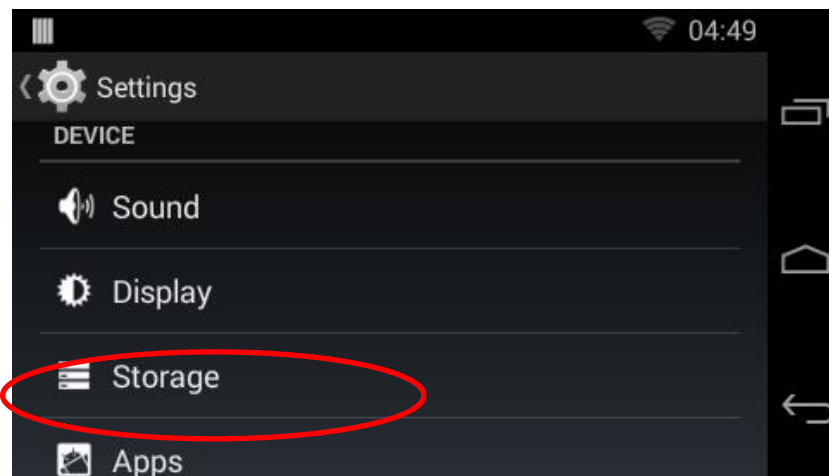 04:49
Settings
DEVICE
Sound
Display
Storage
Apps